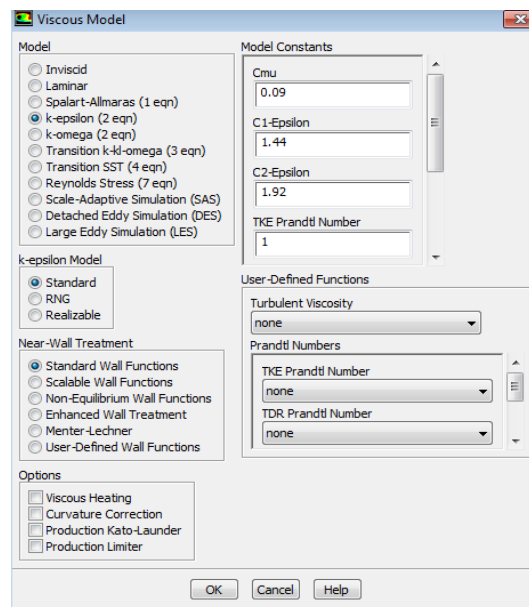 Viscous Model
Model
Inviscid
Laminar
Spalart-Allmaras (1 eqn)
k-epsilon (2 eqn)
k-omega (2 eqn)
Transition k-kl-omega (3 eqn)
Transition SST (4 eqn)
Reynolds Stress (7 eqn)
Scale-Adaptive Simulation (SAS)
Detached Eddy Simulation (DES)
Large Eddy Simulation (LES)
k-epsilon Model
Standard
RNG
Realizable
Near-Wall Treatment
Standard Wall Functions
Scalable Wall Functions
Non-Equilibrium Wall Functions
Enhanced Wall Treatment
Menter-Lechner
User-Defined Wall Functions
Options
Viscous Heating
Curvature Correction
Production Kato-Launder
Production Limiter
Model Constants
Cmu
0.09
C1-Epsilon
1.44
C2-Epsilon
1.92
TKE Prandtl Number
1
User-Defined Functions
Turbulent Viscosity
none
Prandtl Numbers
TKE Prandtl Number
none
TDR Prandtl Number
none
OK Cancel Help